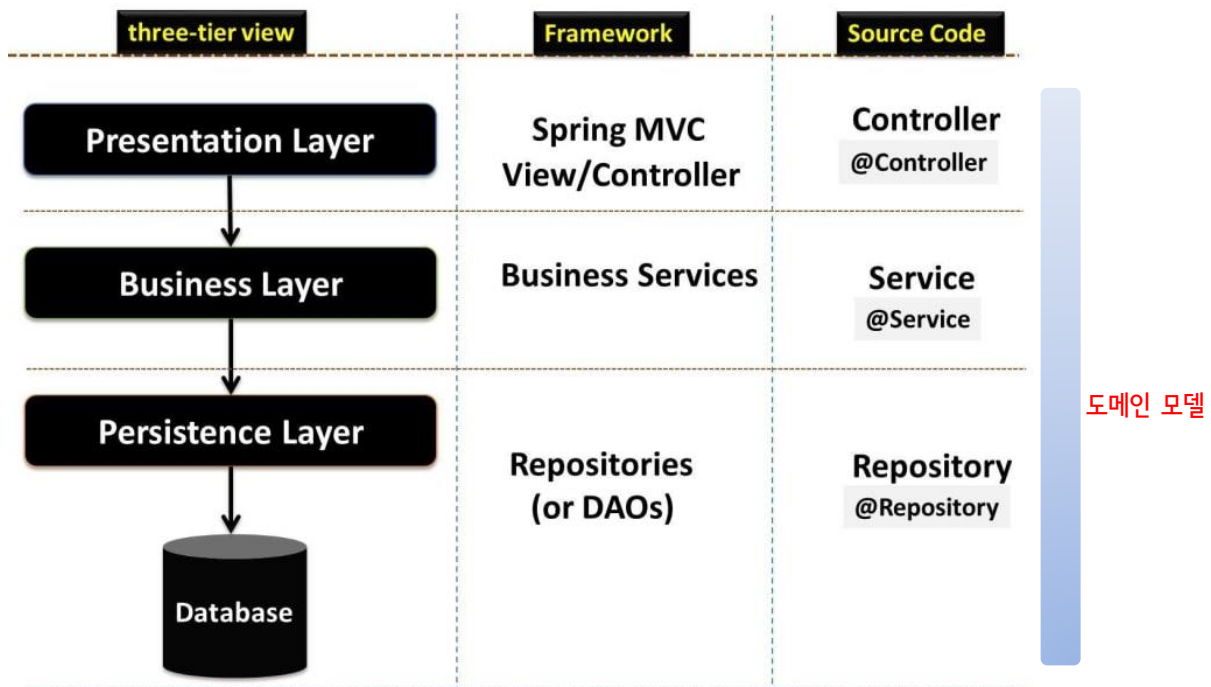 three-tier view
Framework
Source Code
Presentation Layer
Spring MVC
View/Controller
Controller
@Controller
Business Layer
Business Services
Service
@Service
Persistence Layer
Repositories
(or DAOs)
Repository
@Repository
Database
도메인 모델